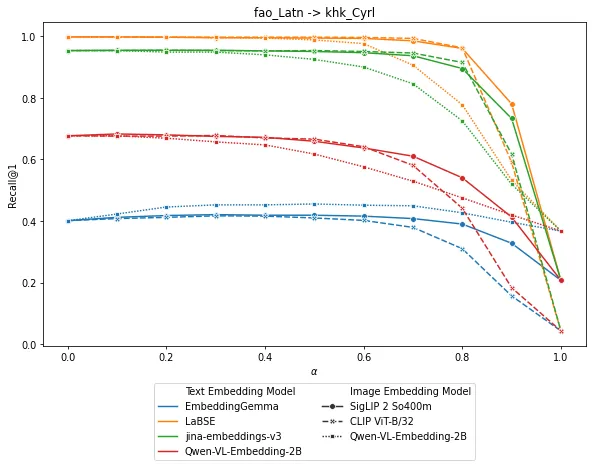 fao_Latn -> khk_Cyrl
Recall@1
1.0
0.8
0.6
0.4
0.2
0.0
0.0 0.2 0.4 0.6 0.8 1.0
α
Text Embedding Model
EmbeddingGemma
LaBSE
jina-embeddings-v3
Qwen-VL-Embedding-2B
Image Embedding Model
SigLIP 2 So400m
CLIP ViT-B/32
Qwen-VL-Embedding-2B